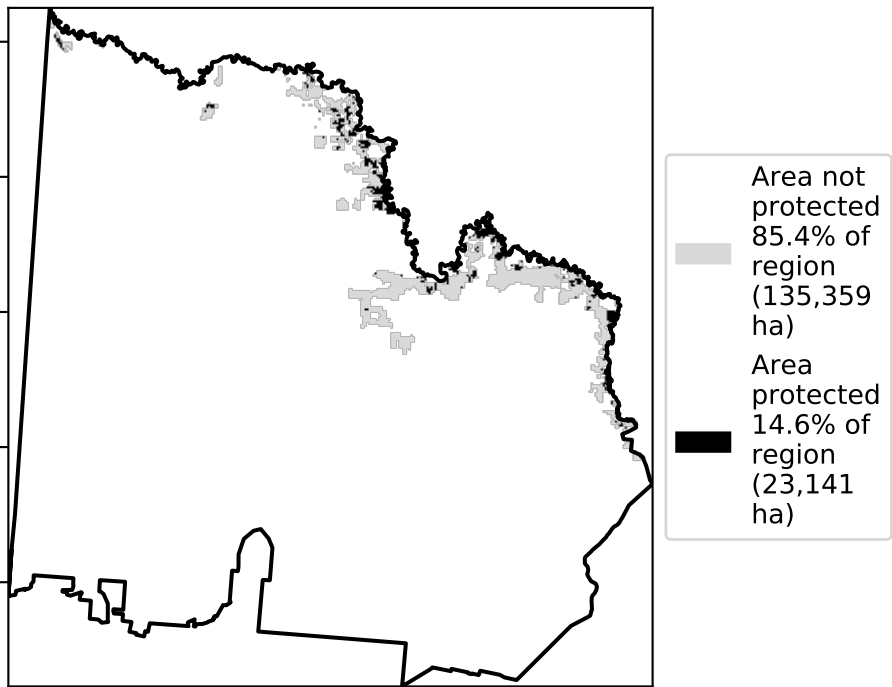 Area not
protected
85.4% of
region
(135,359
ha)
Area
protected
14.6% of
region
(23,141
ha)